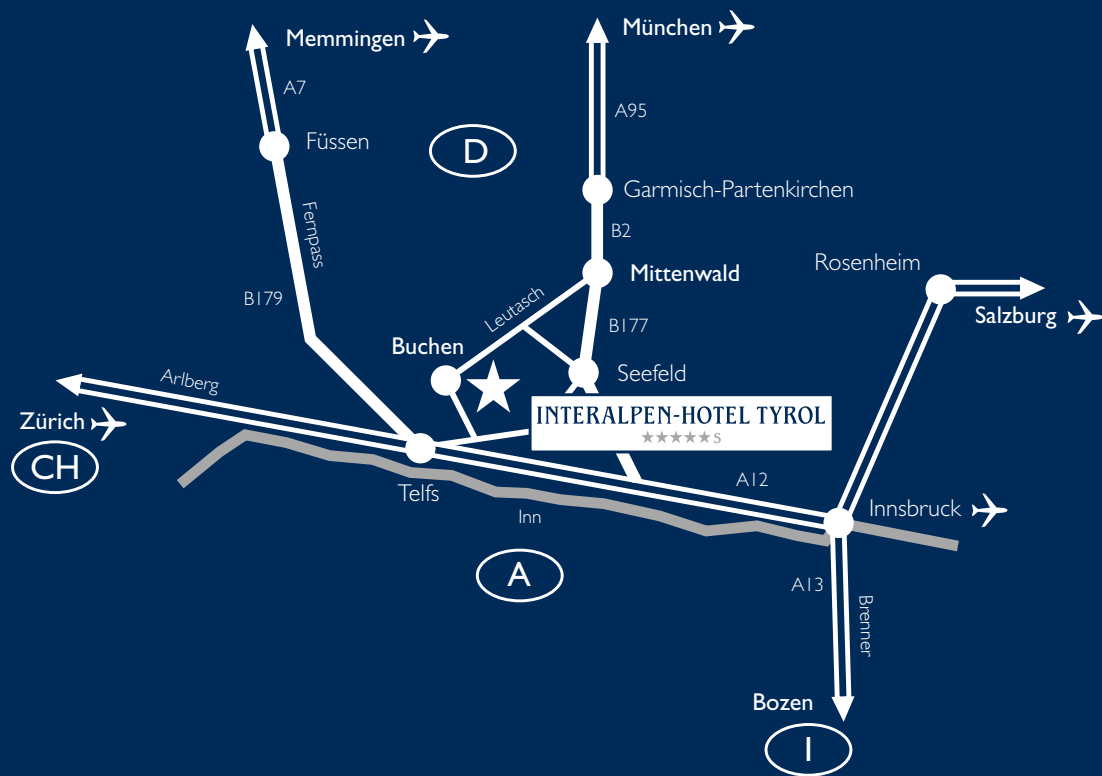 Memmingen
München
A7
A95
Füssen
D
Garmisch-Partenkirchen
Fernpass
B2
Rosenheim
Mittenwald
B179
Leutasch
Salzburg
B177
Buchen
Seefeld
Arlberg
INTERALPEN-HOTEL TYROL
★★★★★S
Zürich
CH
Telfs
A12
Innsbruck
Inn
A
A13
Brenner
Bozen
I